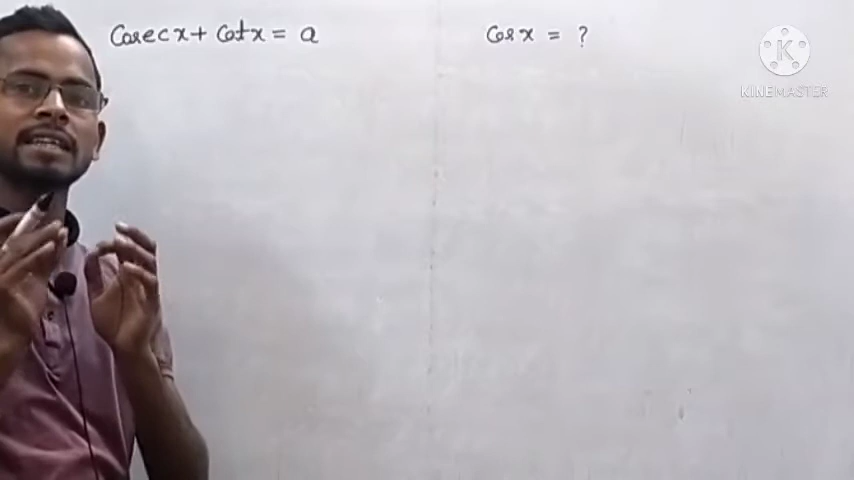 Cosec x + Cot x = a
Cos x = ?
K
KINEMASTER